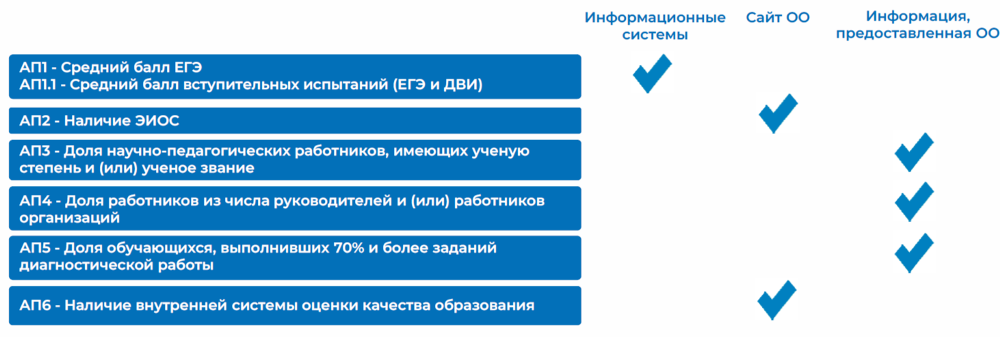 Информационные
системы
Сайт ОО
Информация,
предоставленная ОО
АП1 - Средний балл ЕГЭ
АП1.1 - Средний балл вступительных испытаний (ЕГЭ и ДВИ)
АП2 - Наличие ЭИОС
АП3 - Доля научно-педагогических работников, имеющих ученую
степень и (или) ученое звание
АП4 - Доля работников из числа руководителей и (или) работников
организаций
АП5 - Доля обучающихся, выполнивших 70% и более заданий
диагностической работы
АП6 - Наличие внутренней системы оценки качества образования